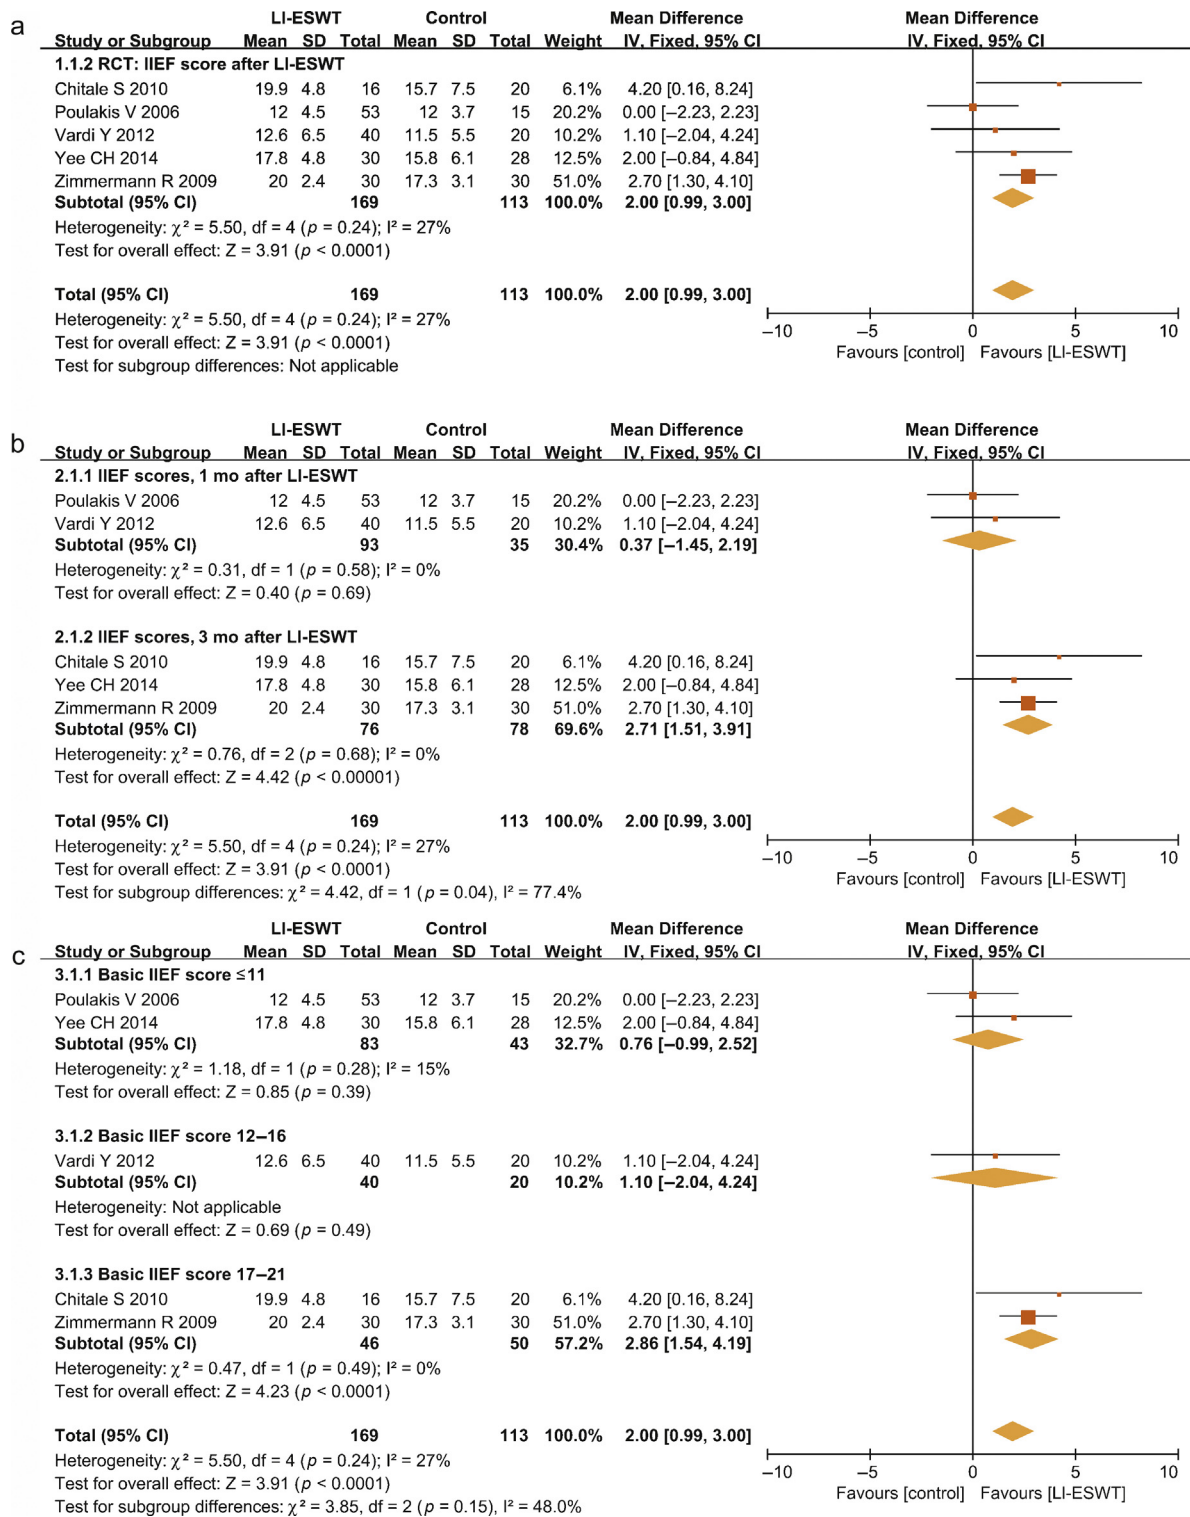 a
LI-ESWT Control Mean Difference Mean Difference
Study or Subgroup Mean SD Total Mean SD Total Weight IV, Fixed, 95% CI IV, Fixed, 95% CI
1.1.2 RCT: IIEF score after LI-ESWT
Chitale S 2010 19.9 4.8 16 15.7 7.5 20 6.1% 4.20 [0.16, 8.24]
Poulakis V 2006 12 4.5 53 12 3.7 15 20.2% 0.00 [−2.23, 2.23]
Vardi Y 2012 12.6 6.5 40 11.5 5.5 20 10.2% 1.10 [−2.04, 4.24]
Yee CH 2014 17.8 4.8 30 15.8 6.1 28 12.5% 2.00 [−0.84, 4.84]
Zimmermann R 2009 20 2.4 30 17.3 3.1 30 51.0% 2.70 [1.30, 4.10]
Subtotal (95% CI) 169 113 100.0% 2.00 [0.99, 3.00]
Heterogeneity: χ² = 5.50, df = 4 (p = 0.24); I² = 27%
Test for overall effect: Z = 3.91 (p < 0.0001)
Total (95% CI) 169 113 100.0% 2.00 [0.99, 3.00]
Heterogeneity: χ² = 5.50, df = 4 (p = 0.24); I² = 27%
Test for overall effect: Z = 3.91 (p < 0.0001)
Test for subgroup differences: Not applicable
−10 −5 0 5 10
Favours [control] Favours [LI-ESWT]
b
LI-ESWT Control Mean Difference Mean Difference
Study or Subgroup Mean SD Total Mean SD Total Weight IV, Fixed, 95% CI IV, Fixed, 95% CI
2.1.1 IIEF scores, 1 mo after LI-ESWT
Poulakis V 2006 12 4.5 53 12 3.7 15 20.2% 0.00 [−2.23, 2.23]
Vardi Y 2012 12.6 6.5 40 11.5 5.5 20 10.2% 1.10 [−2.04, 4.24]
Subtotal (95% CI) 93 35 30.4% 0.37 [−1.45, 2.19]
Heterogeneity: χ² = 0.31, df = 1 (p = 0.58); I² = 0%
Test for overall effect: Z = 0.40 (p = 0.69)
2.1.2 IIEF scores, 3 mo after LI-ESWT
Chitale S 2010 19.9 4.8 16 15.7 7.5 20 6.1% 4.20 [0.16, 8.24]
Yee CH 2014 17.8 4.8 30 15.8 6.1 28 12.5% 2.00 [−0.84, 4.84]
Zimmermann R 2009 20 2.4 30 17.3 3.1 30 51.0% 2.70 [1.30, 4.10]
Subtotal (95% CI) 76 78 69.6% 2.71 [1.51, 3.91]
Heterogeneity: χ² = 0.76, df = 2 (p = 0.68); I² = 0%
Test for overall effect: Z = 4.42 (p < 0.00001)
Total (95% CI) 169 113 100.0% 2.00 [0.99, 3.00]
Heterogeneity: χ² = 5.50, df = 4 (p = 0.24); I² = 27%
Test for overall effect: Z = 3.91 (p < 0.0001)
Test for subgroup differences: χ² = 4.42, df = 1 (p = 0.04), I² = 77.4%
−10 −5 0 5 10
Favours [control] Favours [LI-ESWT]
c
LI-ESWT Control Mean Difference Mean Difference
Study or Subgroup Mean SD Total Mean SD Total Weight IV, Fixed, 95% CI IV, Fixed, 95% CI
3.1.1 Basic IIEF score ≤11
Poulakis V 2006 12 4.5 53 12 3.7 15 20.2% 0.00 [−2.23, 2.23]
Yee CH 2014 17.8 4.8 30 15.8 6.1 28 12.5% 2.00 [−0.84, 4.84]
Subtotal (95% CI) 83 43 32.7% 0.76 [−0.99, 2.52]
Heterogeneity: χ² = 1.18, df = 1 (p = 0.28); I² = 15%
Test for overall effect: Z = 0.85 (p = 0.39)
3.1.2 Basic IIEF score 12−16
Vardi Y 2012 12.6 6.5 40 11.5 5.5 20 10.2% 1.10 [−2.04, 4.24]
Subtotal (95% CI) 40 20 10.2% 1.10 [−2.04, 4.24]
Heterogeneity: Not applicable
Test for overall effect: Z = 0.69 (p = 0.49)
3.1.3 Basic IIEF score 17−21
Chitale S 2010 19.9 4.8 16 15.7 7.5 20 6.1% 4.20 [0.16, 8.24]
Zimmermann R 2009 20 2.4 30 17.3 3.1 30 51.0% 2.70 [1.30, 4.10]
Subtotal (95% CI) 46 50 57.2% 2.86 [1.54, 4.19]
Heterogeneity: χ² = 0.47, df = 1 (p = 0.49); I² = 0%
Test for overall effect: Z = 4.23 (p < 0.0001)
Total (95% CI) 169 113 100.0% 2.00 [0.99, 3.00]
Heterogeneity: χ² = 5.50, df = 4 (p = 0.24); I² = 27%
Test for overall effect: Z = 3.91 (p < 0.0001)
Test for subgroup differences: χ² = 3.85, df = 2 (p = 0.15), I² = 48.0%
−10 −5 0 5 10
Favours [control] Favours [LI-ESWT]